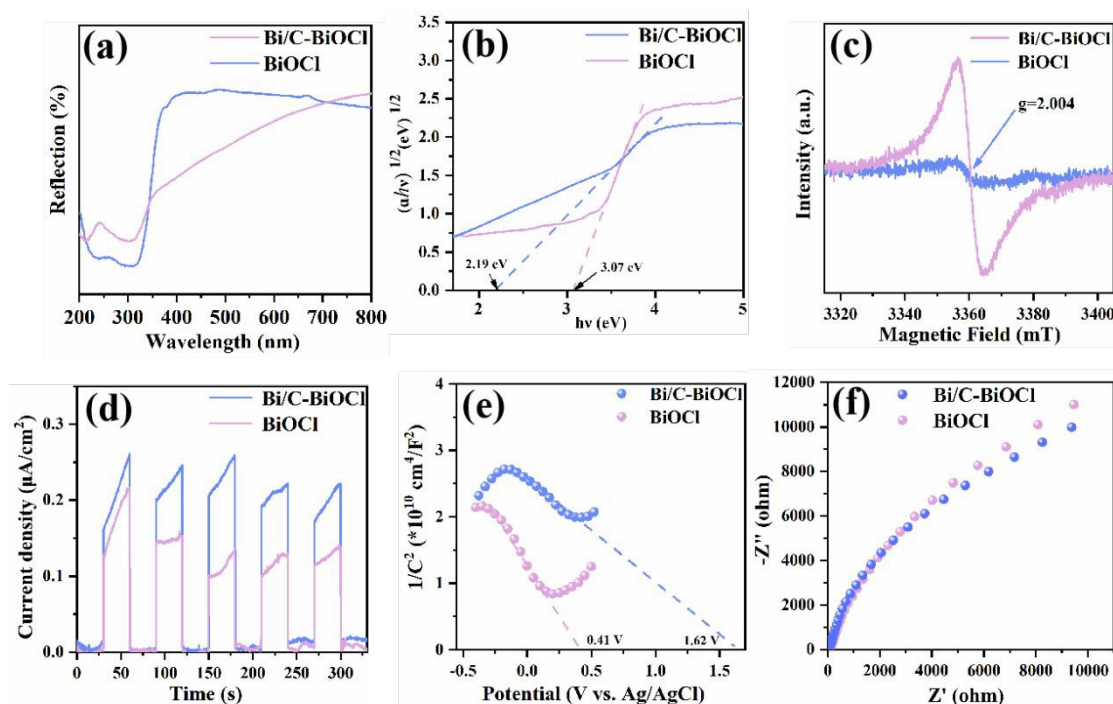 (a)
Bi/C-BiOCl
BiOCl
Reflection (%)
200 300 400 500 600 700 800
Wavelength (nm)
(b)
Bi/C-BiOCl
BiOCl
(αhν)^1/2(eV)^1/2
3.0
2.5
2.0
1.5
1.0
0.5
0.0
2.19 eV
3.07 eV
2 3 4 5
hν (eV)
(c)
Bi/C-BiOCl
BiOCl
g=2.004
Intensity (a.u.)
3320 3340 3360 3380 3400
Magnetic Field (mT)
(d)
Bi/C-BiOCl
BiOCl
Current density (μA/cm²)
0.3
0.2
0.1
0.0
0 50 100 150 200 250 300
Time (s)
(e)
Bi/C-BiOCl
BiOCl
1/C² (*10¹⁰ cm⁴/F²)
4
3
2
1
0
0.41 V
1.62 V
-0.5 0.0 0.5 1.0 1.5 2.0
Potential (V vs. Ag/AgCl)
(f)
Bi/C-BiOCl
BiOCl
-Z'' (ohm)
12000
10000
8000
6000
4000
2000
0
0 2000 4000 6000 8000 10000
Z' (ohm)